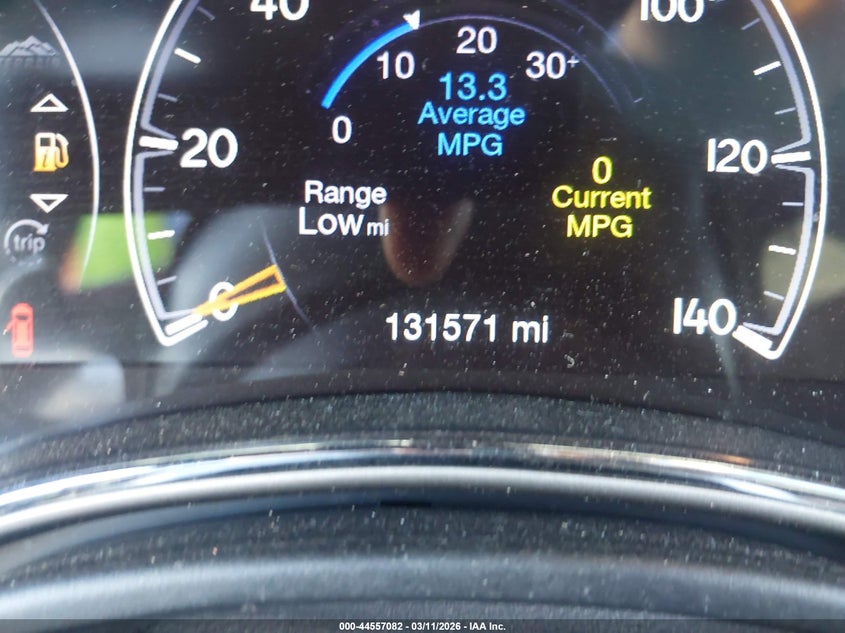 40
100
20
10
30+
13.3
Average
MPG
0
20
120
0
Current
MPG
Range
Low mi
trip
0
131571 mi
140
000-44557082 - 03/11/2026 - IAA Inc.